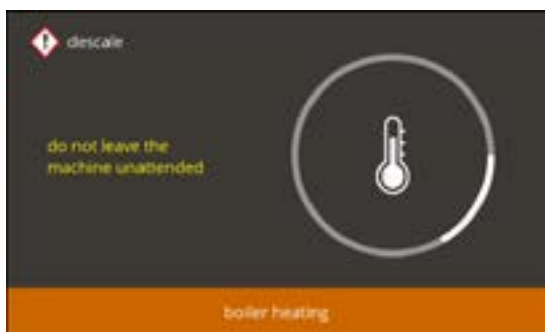 descale
do not leave the
machine unattended
boiler heating